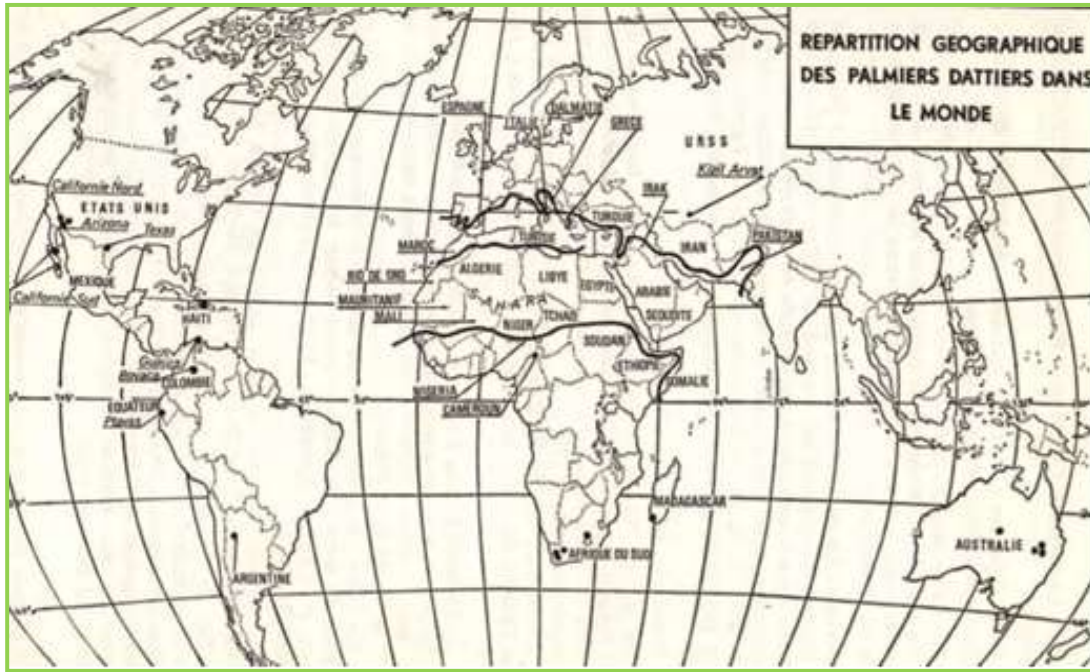 REPARTITION GEOGRAPHIQUE
DES PALMIERS DATTIERS DANS
LE MONDE
ESPAGNE
ITALIE
DALMATIE
GRECE
URSS
Kizil Arvat
IRAK
Californie Nord
ETATS UNIS
Arizona
Texas
TURQUIE
TUNISIE
IRAN
PAKISTAN
MAROC
MEXIQUE
RIO DE ORO
ALGERIE
LIBYE
EGYPTE
ARABIE
SEOUDITE
Californie Sud
MAURITANIE
SAHARA
MALI
NIGER
TCHAD
HAITI
SOUDAN
ETHIOPIE
COLOMBIE
NIGERIA
SOMALIE
CAMEROUN
EQUATEUR
MADAGASCAR
AFRIQUE DU SUD
AUSTRALIE
ARGENTINE